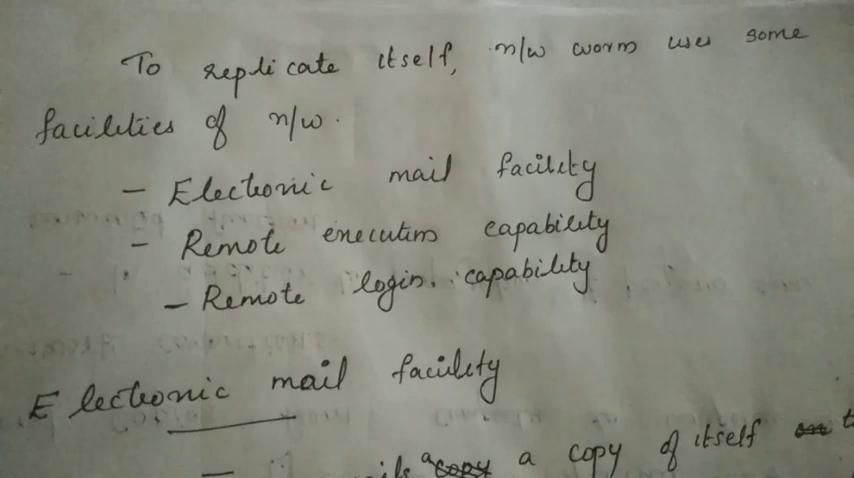 To replicate itself, n/w worm uses some
facilities of n/w.
- Electronic mail facility
- Remote execution capability
- Remote login capability
Electronic mail facility
- a copy of itself